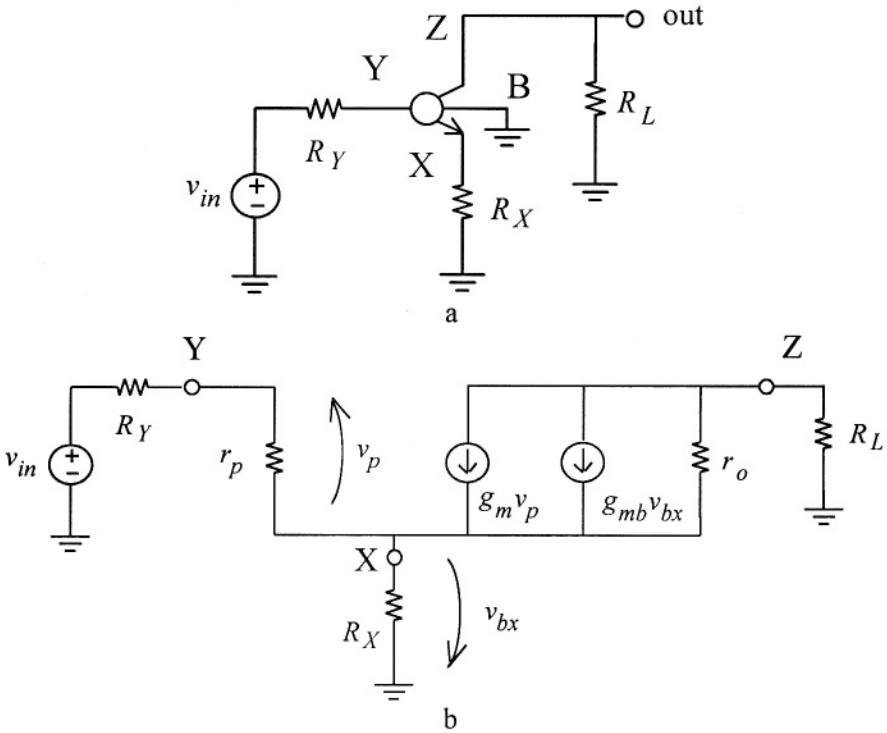 Z
out
Y
B
R_L
R_Y
X
v_in
+
−
R_X
a
Y
Z
R_Y
v_in
+
−
r_p
v_p
g_m v_p
g_mb v_bx
r_o
R_L
X
R_X
v_bx
b